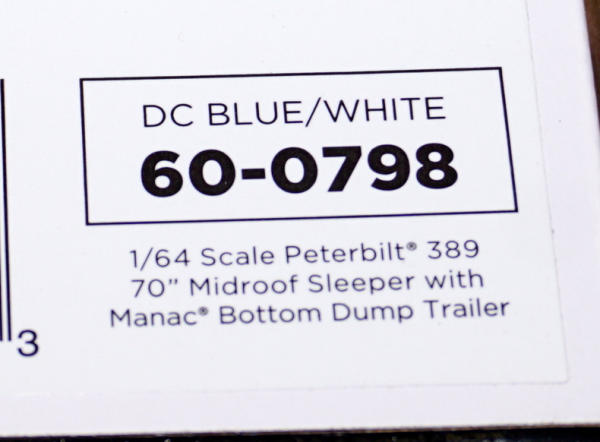 DC BLUE/WHITE
60-0798
1/64 Scale Peterbilt® 389
70" Midroof Sleeper with
Manac® Bottom Dump Trailer
3